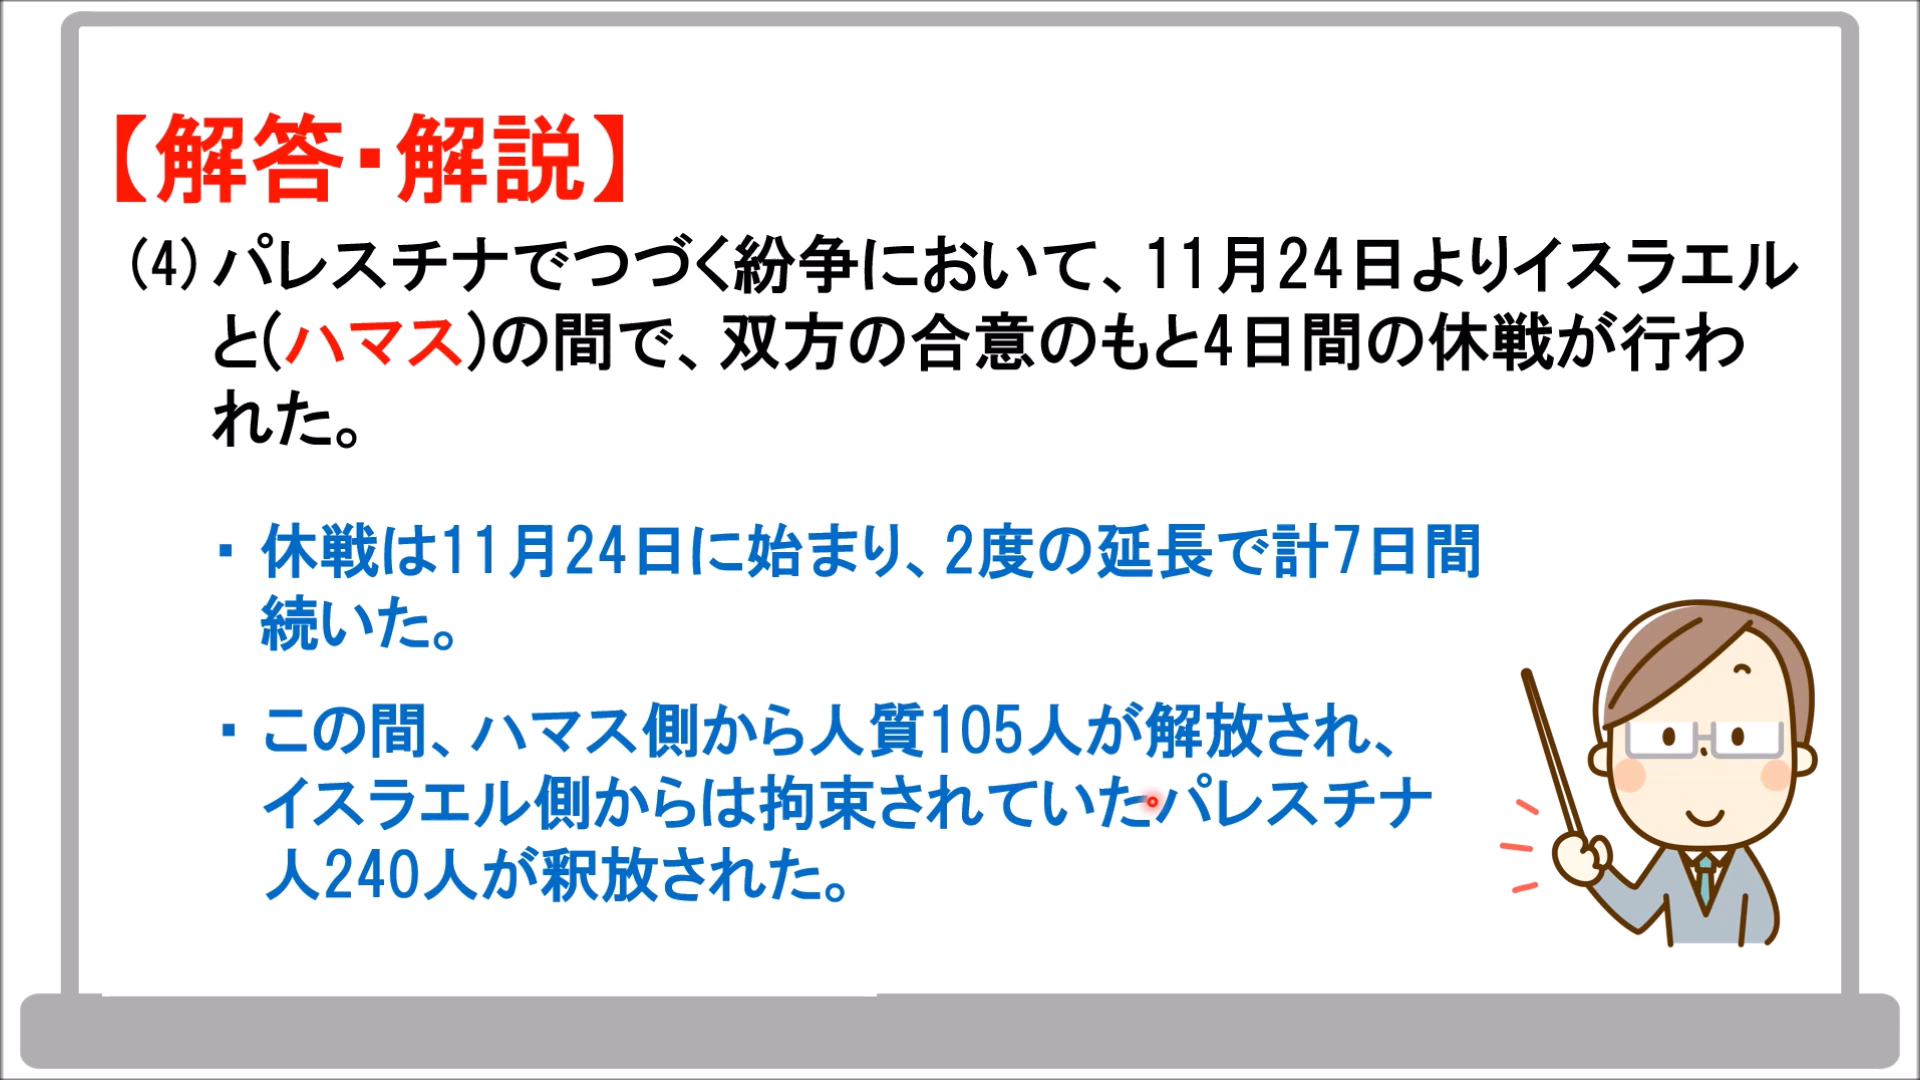 【解答・解説】
(4) パレスチナでつづく紛争において、11月24日よりイスラエル
と(ハマス)の間で、双方の合意のもと4日間の休戦が行わ
れた。
・ 休戦は11月24日に始まり、2度の延長で計7日間
続いた。
・ この間、ハマス側から人質105人が解放され、
イスラエル側からは拘束されていたパレスチナ
人240人が釈放された。